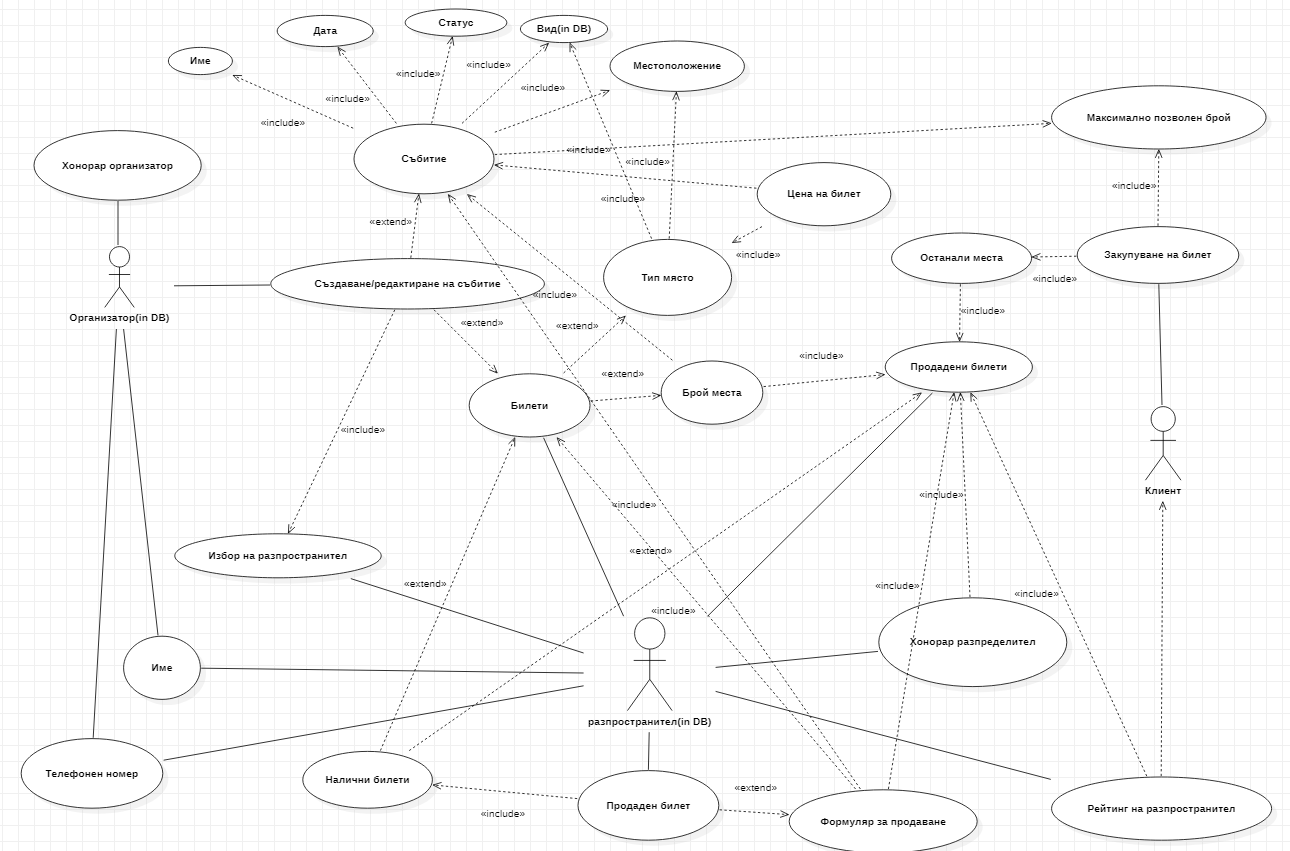 Име
Дата
Статус
Вид(in DB)
Местоположение
Максимално позволен брой
«include»
«include»
«include»
«include»
«include»
Хонорар организатор
Събитие
«include»
«include»
«include»
«include»
Цена на билет
«extend»
Организатор(in DB)
Създаване/редактиране на събитие
Тип място
«include»
Останали места
«include»
Закупуване на билет
«include»
«extend»
«extend»
«include»
«extend»
«include»
Билети
Брой места
Продадени билети
«include»
Клиент
«include»
«include»
«extend»
Избор на разпространител
«extend»
«include»
«include»
«include»
Хонорар разпределител
Име
разпространител(in DB)
Телефонен номер
Налични билети
«include»
Продаден билет
«extend»
Формуляр за продаване
Рейтинг на разпространител